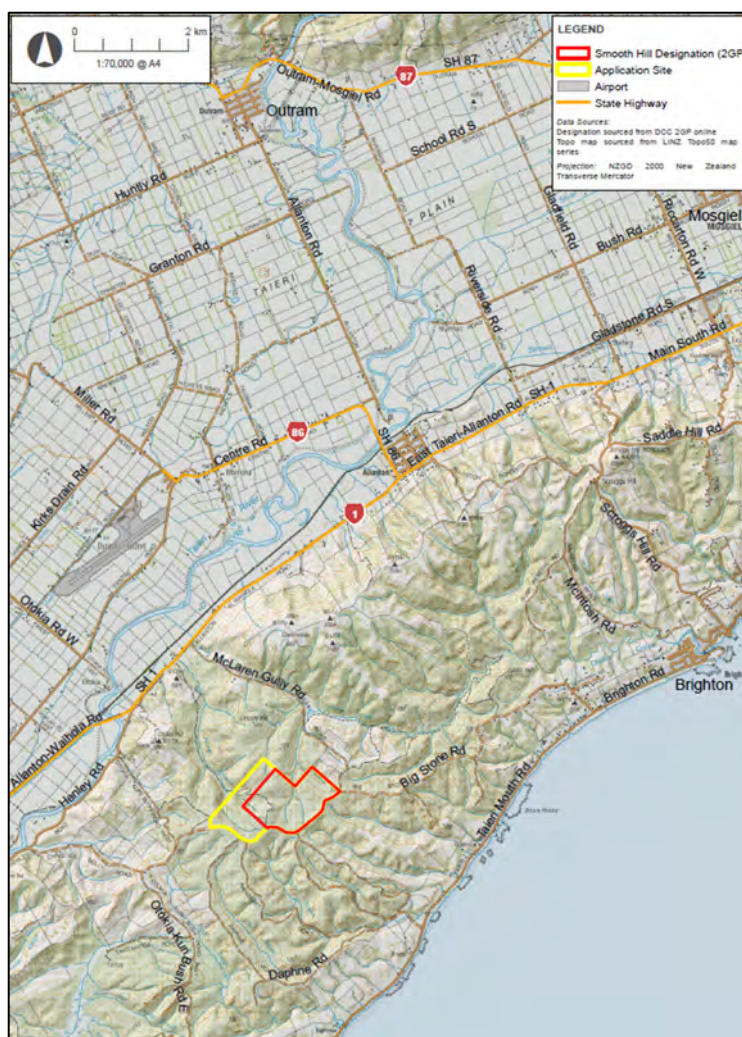 0
2 km
1:70,000 @ A4
LEGEND
Smooth Hill Designation (2GP
Application Site
Airport
State Highway
Data Sources:
Designation sourced from DCC 2GP online
Topo map sourced from LINZ. Topo50 map
series.
Projection: NZGD 2000 New Zealand
Transverse Mercator
SH 87
87
Outram-Mosgiel Rd
Outram
Outram
School Rd S
Huntly Rd
Allanton Rd
Gladfield Rd
Riccarton Rd W
Mosgiel
MOSGIEL
PLAIN
Bush Rd
Granton Rd
TAIERI
Riverside Rd
Gladstone Rd S
Main South Rd
Miller Rd
86
Centre Rd
SH 86
East Taieri-Allanton Rd - SH-1
Saddle Hill Rd
Allanton
Kirks Drain Rd
1
Scroggs Hill Rd
McIntosh Rd
Otokia Rd W
McLaren Gully Rd
SH 1
Brighton Rd
Brighton
Allanton-Waihola Rd
Henley Rd
Big Stone Rd
Taieri Mouth Rd
Otokia-Kuri Bush Rd E
Daphne Rd